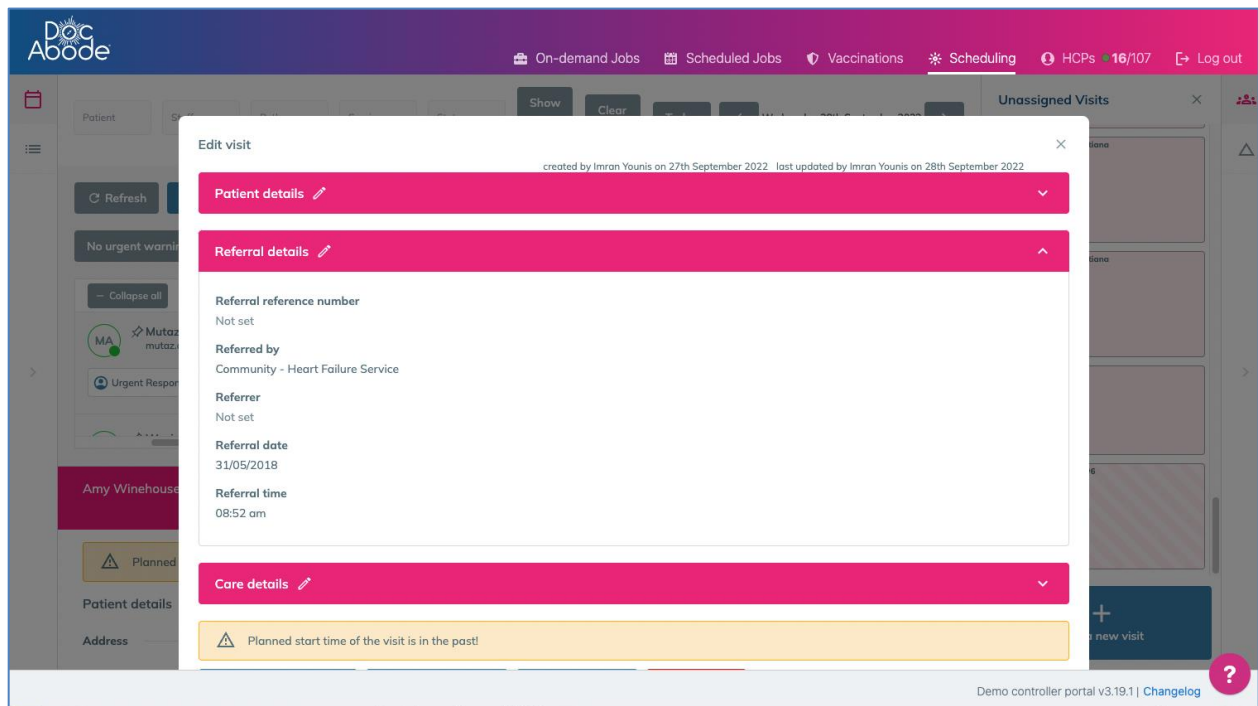 Doc
Abode
On-demand Jobs
Scheduled Jobs
Vaccinations
Scheduling
HCPs 16/107
Log out
Patient
Show
Clear
Unassigned Visits
Edit visit
created by Imran Younis on 27th September 2022 last updated by Imran Younis on 28th September 2022
Patient details
Refresh
Referral details
No urgent
Collapse all
Referral reference number
Not set
MA
Mutaz
mutaz.
Referred by
Community - Heart Failure Service
Urgent
Referrer
Not set
Referral date
31/05/2018
Amy Winehouse
Referral time
08:52 am
Planned
Care details
Patient details
Address
Planned start time of the visit is in the past!
new visit
?
Demo controller portal v3.19.1 | Changelog